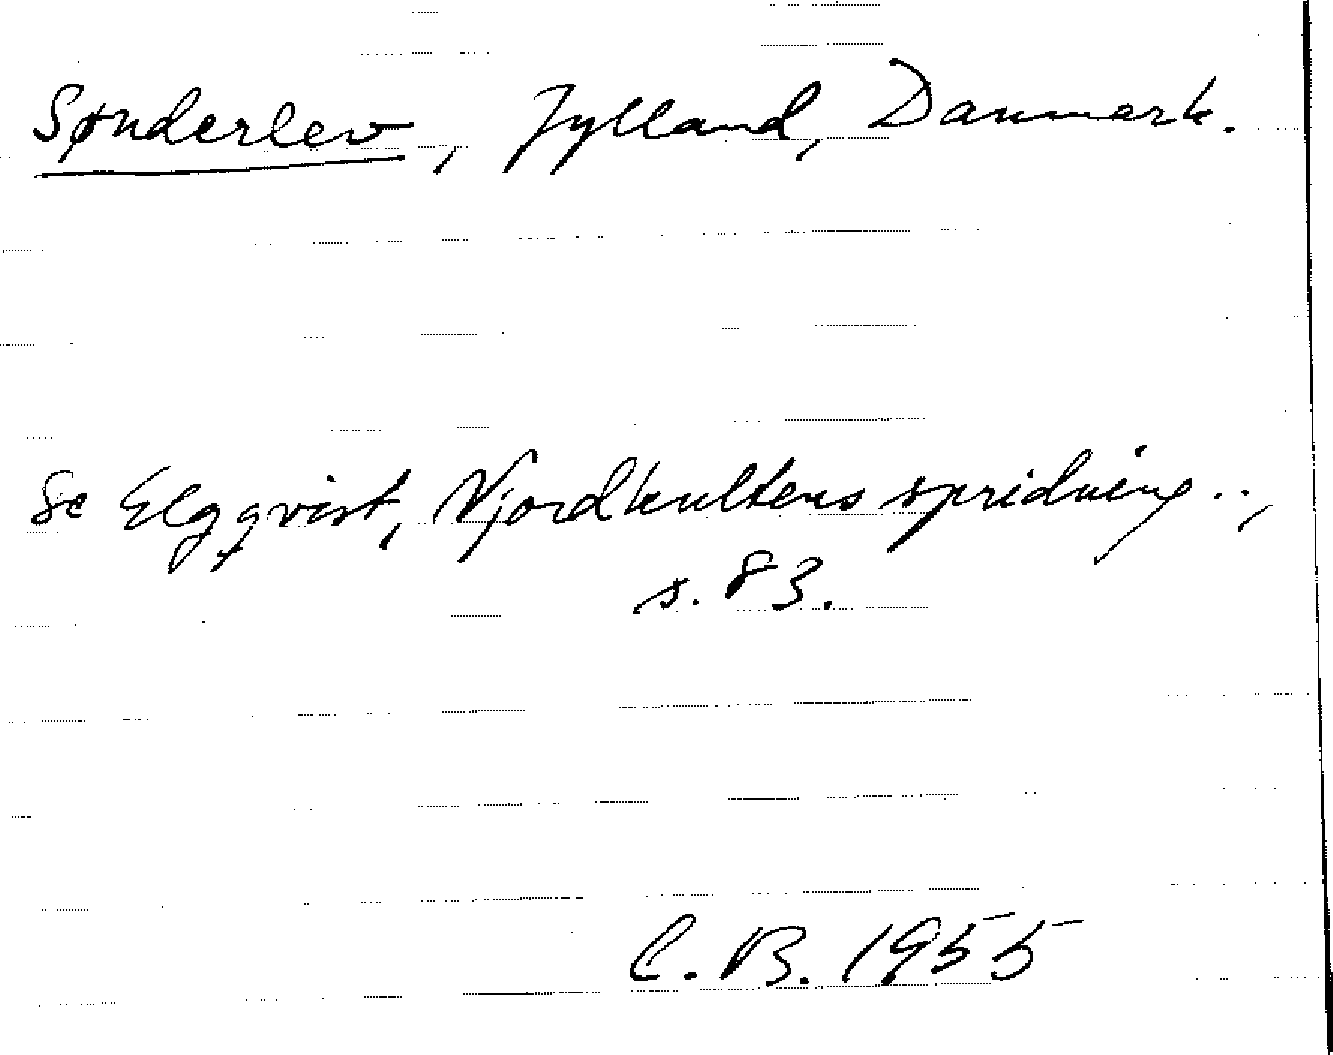 Sønderlev, Jylland, Danmark.
Se Elgqvist, Njordkultens spridning..,
s. 83.
C.B. 1955